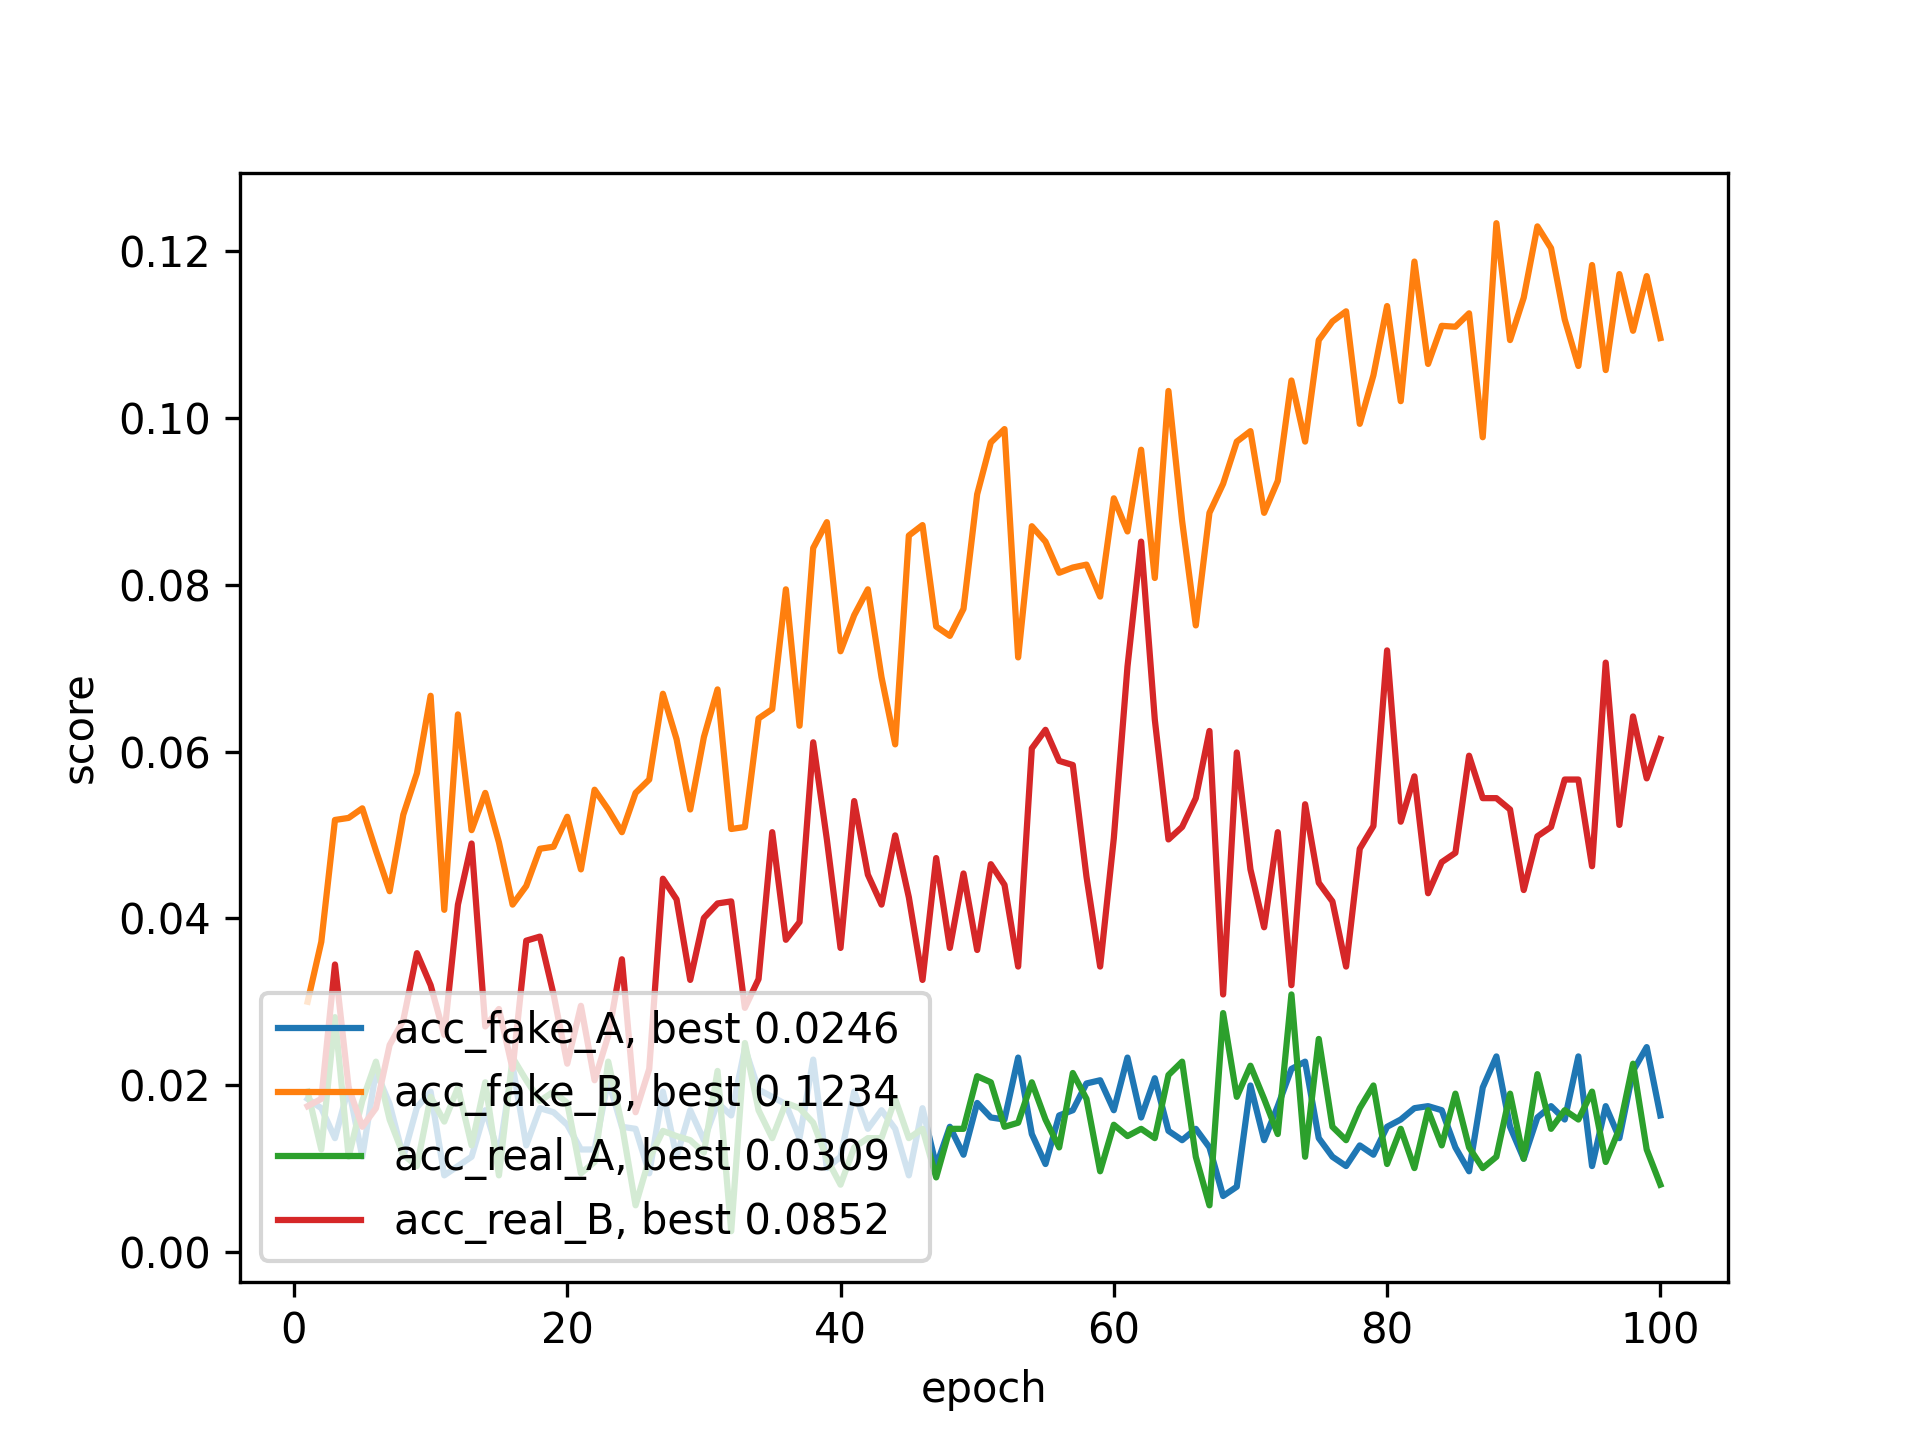 score
0.12
0.10
0.08
0.06
0.04
0.02
0.00
acc_fake_A, best 0.0246
acc_fake_B, best 0.1234
acc_real_A, best 0.0309
acc_real_B, best 0.0852
0 20 40 60 80 100
epoch